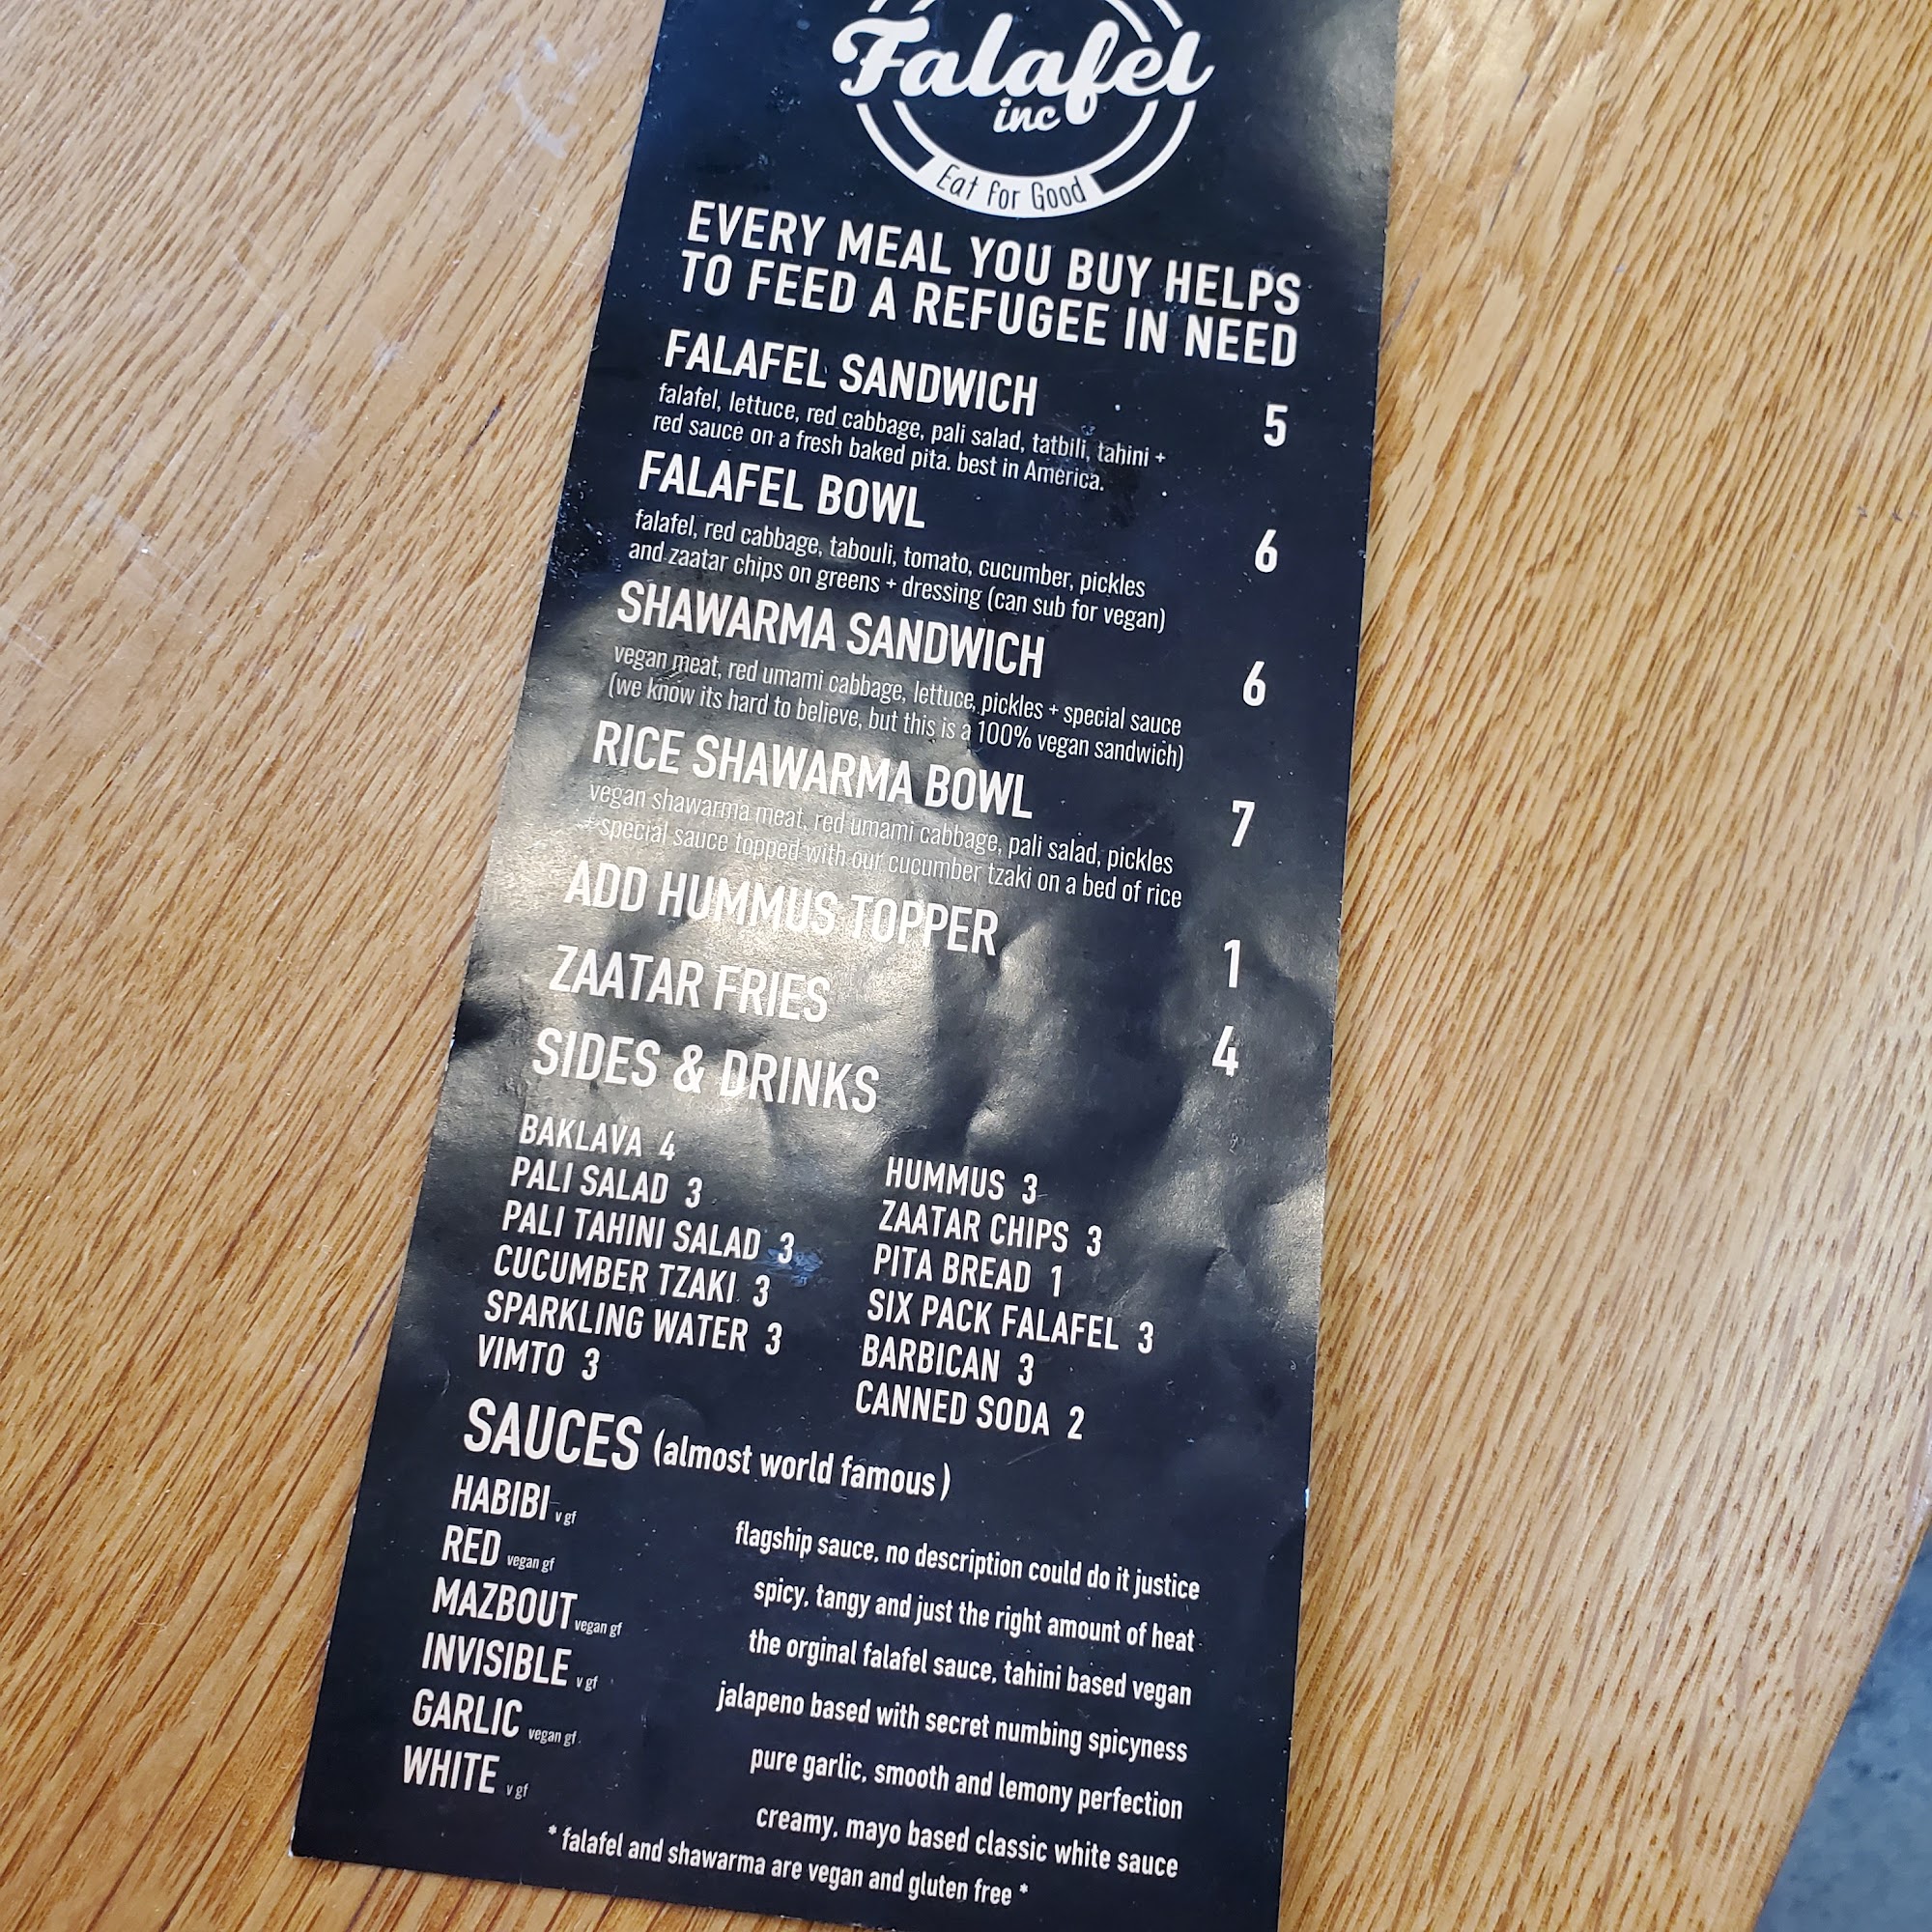 Falafel
inc
Eat for Good
EVERY MEAL YOU BUY HELPS
TO FEED A REFUGEE IN NEED
FALAFEL SANDWICH 5
falafel, lettuce, red cabbage, pali salad, tatbili, tahini +
red sauce on a fresh baked pita. best in America.
FALAFEL BOWL 6
falafel, red cabbage, tabouli, tomato, cucumber, pickles
and zaatar chips on greens + dressing (can sub for vegan)
SHAWARMA SANDWICH 6
vegan meat, red umami cabbage, lettuce, pickles + special sauce
(we know its hard to believe, but this is a 100% vegan sandwich)
RICE SHAWARMA BOWL 7
vegan shawarma meat, red umami cabbage, pali salad, pickles
+ special sauce topped with our cucumber tzaki on a bed of rice
ADD HUMMUS TOPPER 1
ZAATAR FRIES 4
SIDES & DRINKS
BAKLAVA 4
PALI SALAD 3
PALI TAHINI SALAD 3
CUCUMBER TZAKI 3
SPARKLING WATER 3
VIMTO 3
HUMMUS 3
ZAATAR CHIPS 3
PITA BREAD 1
SIX PACK FALAFEL 3
BARBICAN 3
CANNED SODA 2
SAUCES (almost world famous)
HABIBI v gf flagship sauce, no description could do it justice
RED vegan gf spicy, tangy and just the right amount of heat
MAZBOUT vegan gf the orginal falafel sauce, tahini based vegan
INVISIBLE v gf jalapeno based with secret numbing spicyness
GARLIC vegan gf pure garlic, smooth and lemony perfection
WHITE v gf creamy, mayo based classic white sauce
* falafel and shawarma are vegan and gluten free *